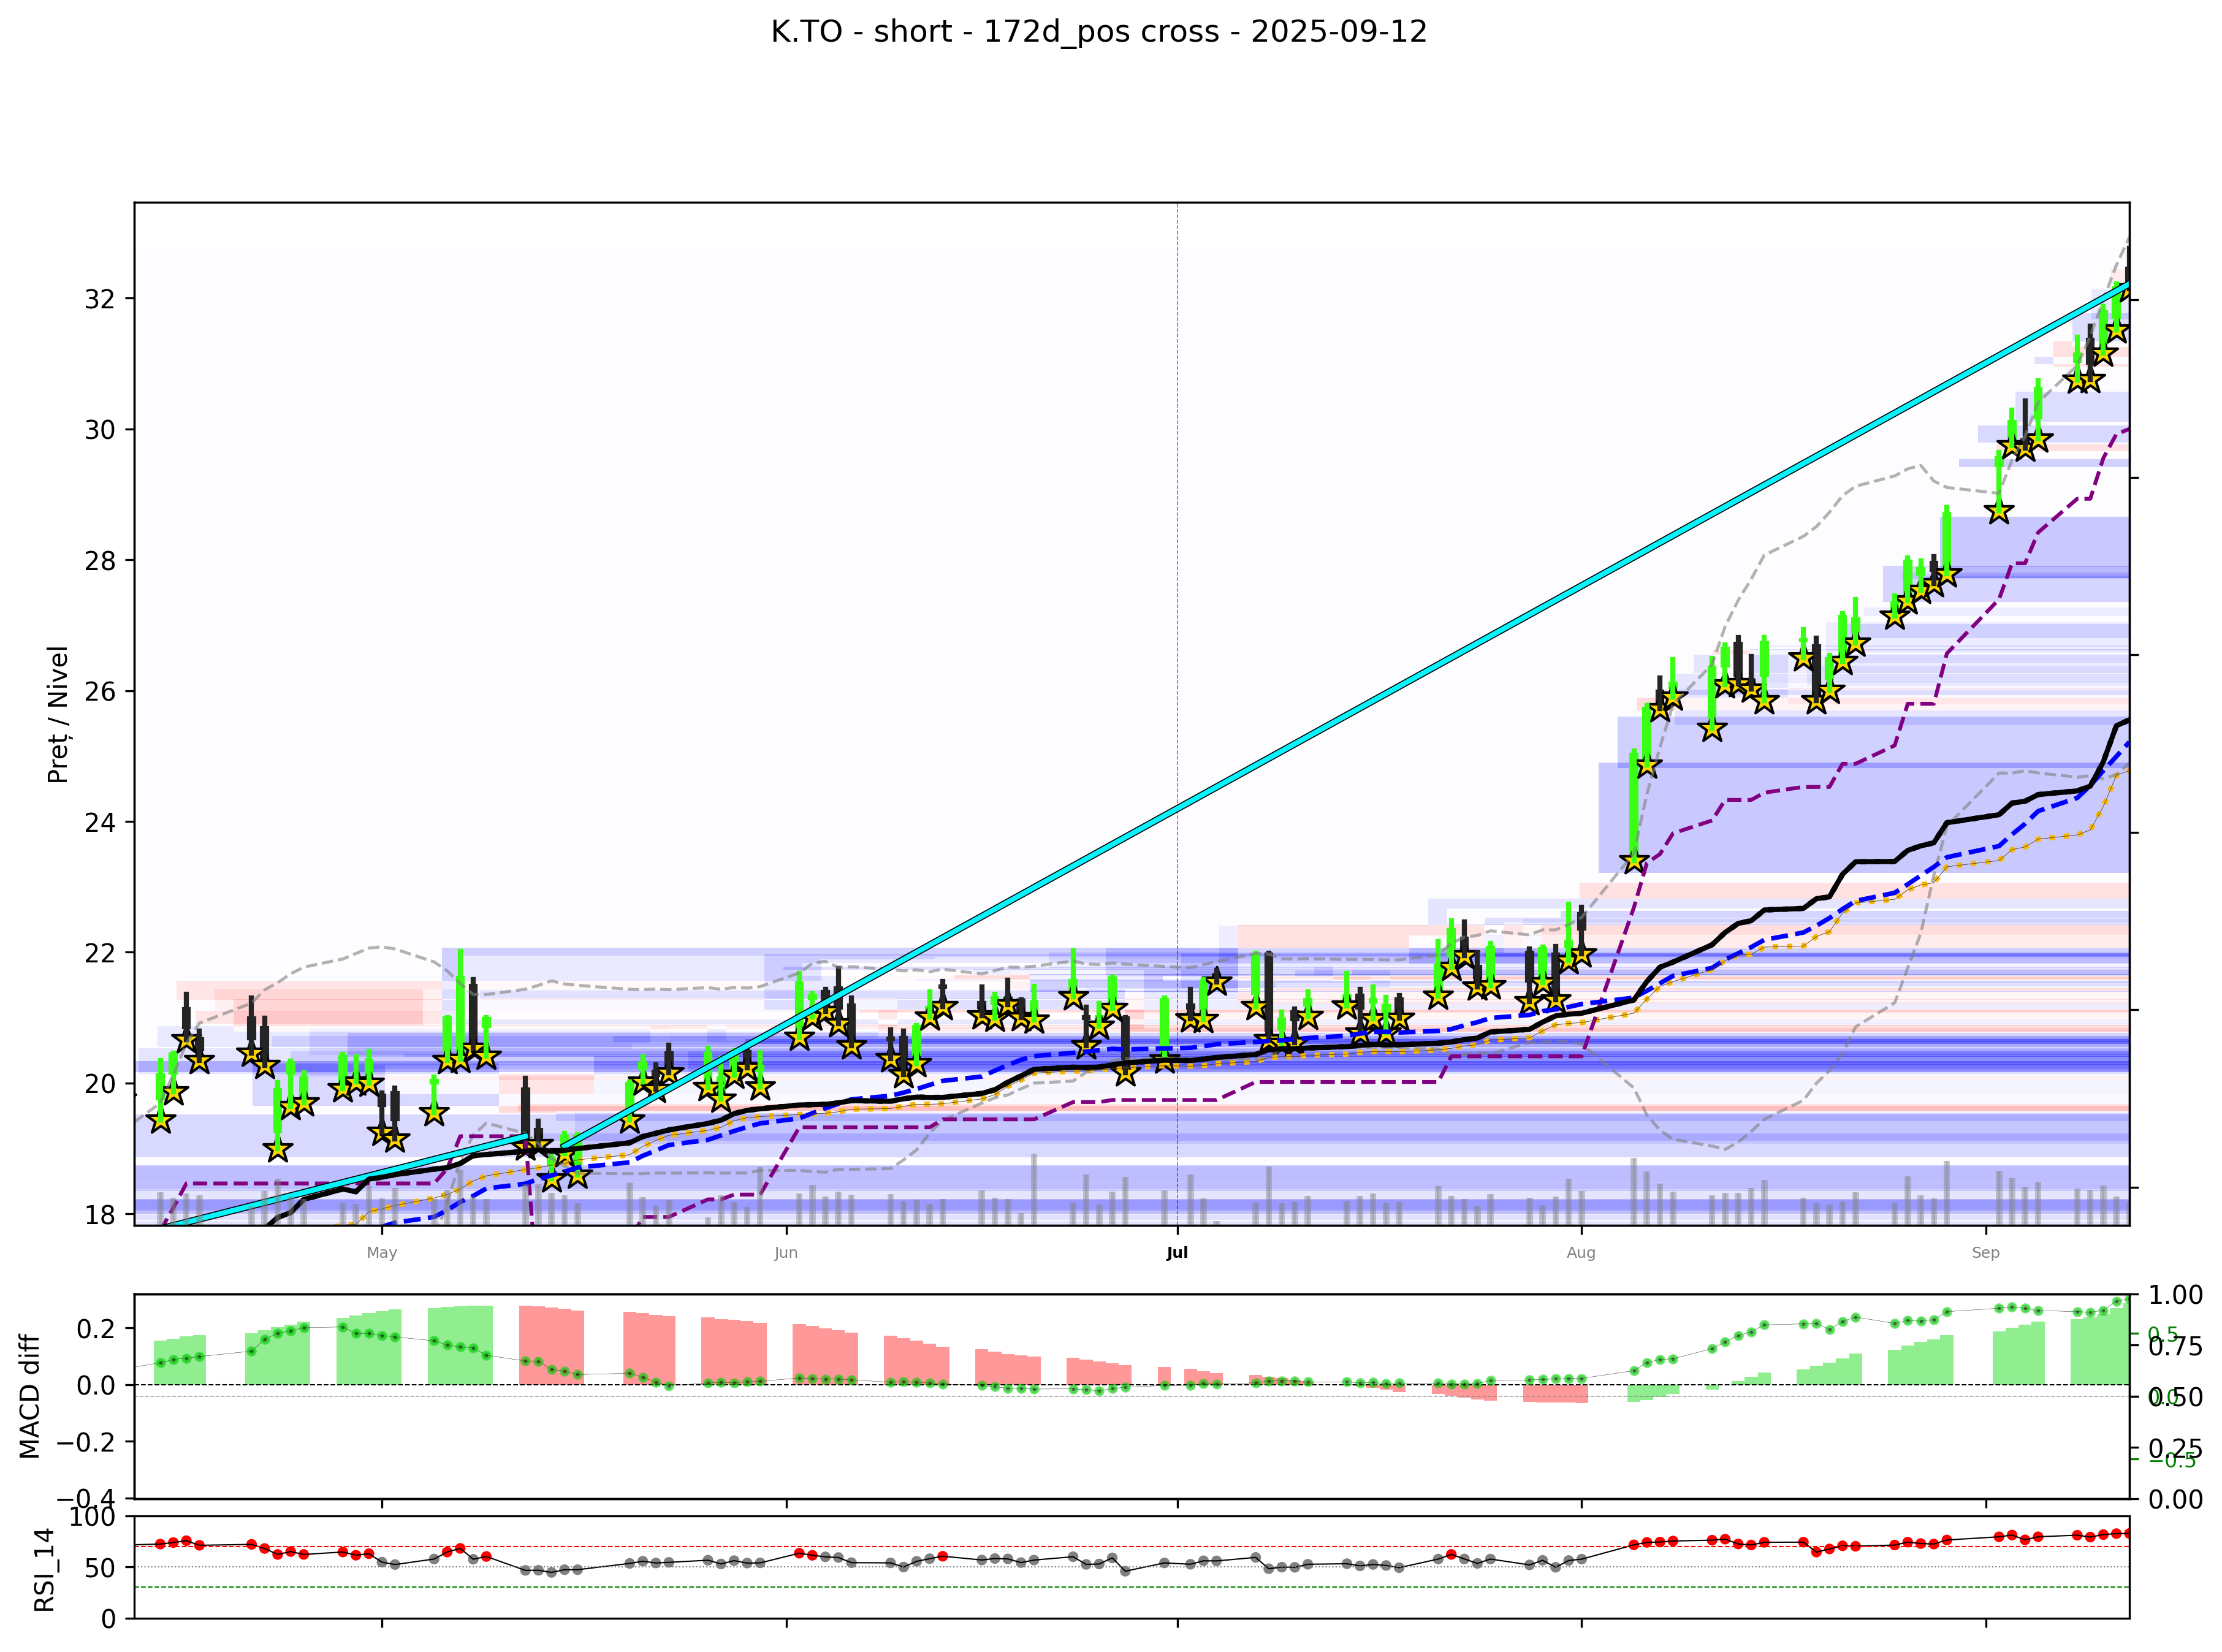 K.TO - short - 172d_pos cross - 2025-09-12
Preț / Nivel
32
30
28
26
24
22
20
18
May
Jun
Jul
Aug
Sep
MACD diff
0.2
0.0
−0.2
−0.4
1.00
0.75
0.50
0.25
0.00
0.5
0.0
−0.5
RSI_14
100
50
0